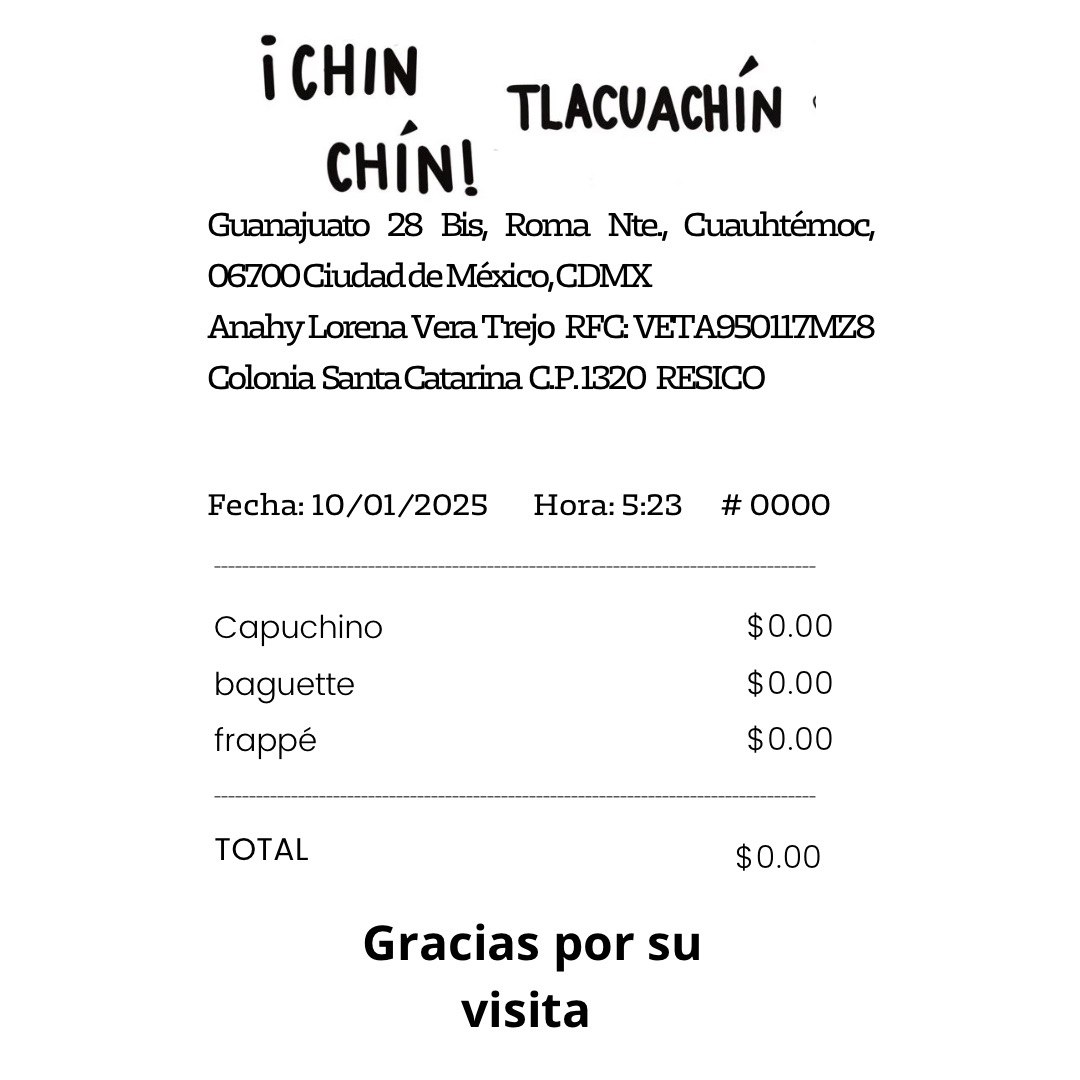 ¡CHIN
CHÍN!
TLACUACHÍN
Guanajuato 28 Bis, Roma Nte., Cuauhtémoc,
06700 Ciudad de México, CDMX
Anahy Lorena Vera Trejo RFC: VETA950117MZ8
Colonia Santa Catarina C.P. 1320 RESICO
Fecha: 10/01/2025 Hora: 5:23 # 0000
Capuchino $0.00
baguette $0.00
frappé $0.00
TOTAL $0.00
Gracias por su
visita